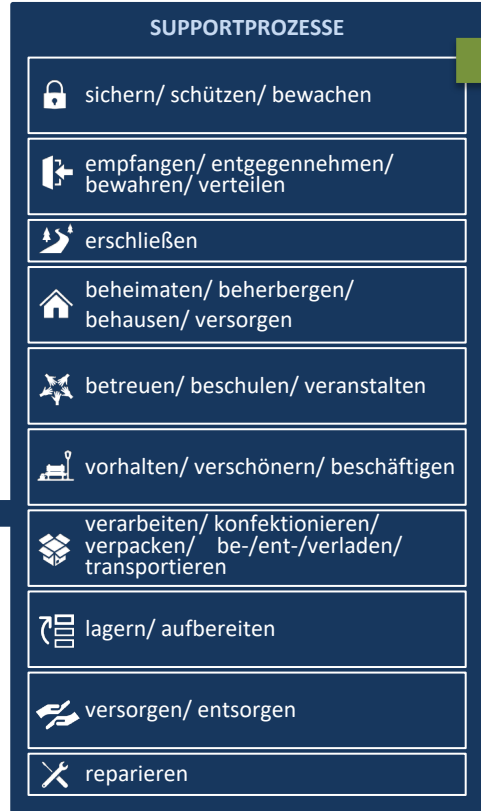 SUPPORTPROZESSE
sichern/ schützen/ bewachen
empfangen/ entgegennehmen/
bewahren/ verteilen
erschließen
beheimaten/ beherbergen/
behausen/ versorgen
betreuen/ beschulen/ veranstalten
vorhalten/ verschönern/ beschäftigen
verarbeiten/ konfektionieren/
verpacken/ be-/ent-/verladen/
transportieren
lagern/ aufbereiten
versorgen/ entsorgen
reparieren